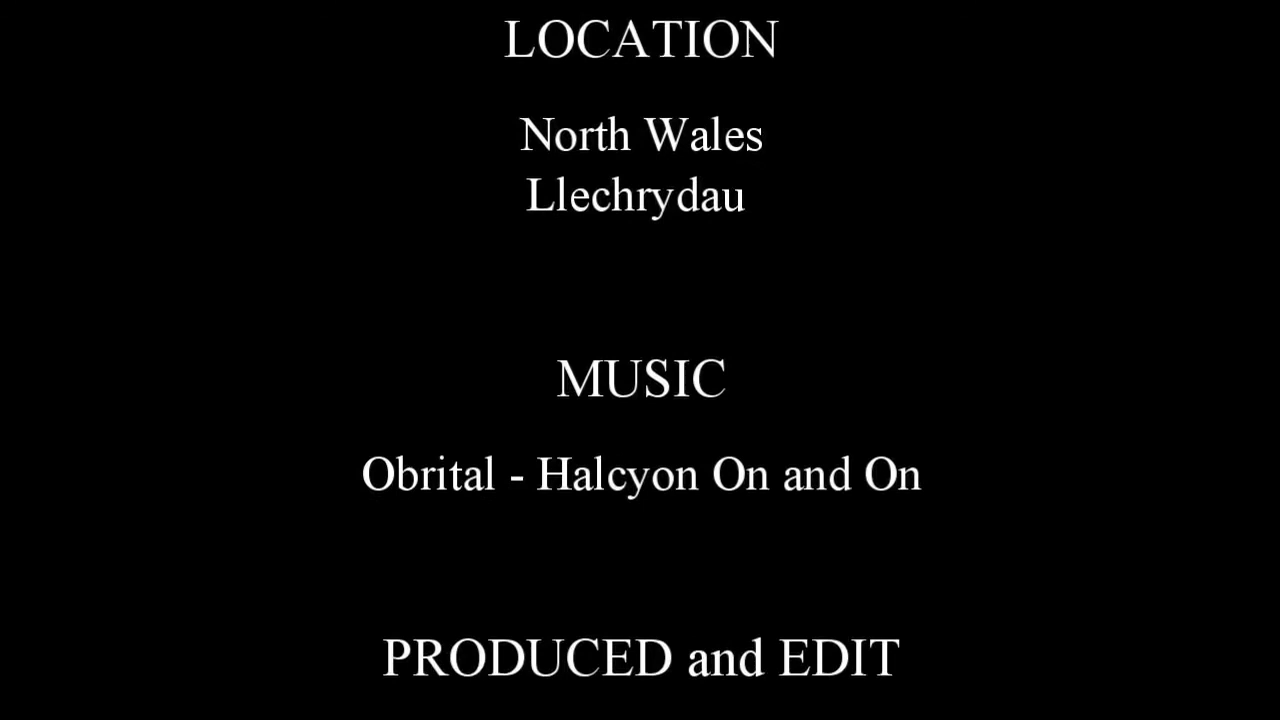 LOCATION
North Wales
Llechrydau
MUSIC
Obrital - Halcyon On and On
PRODUCED and EDIT